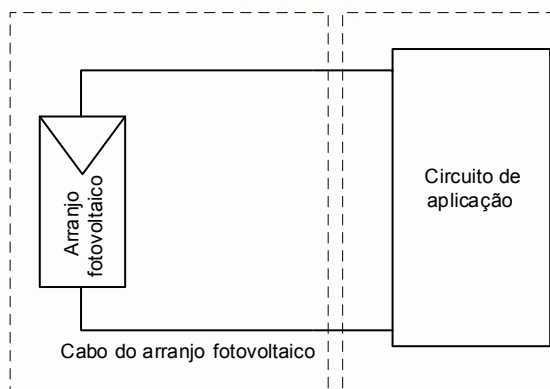 Arranjo
fotovoltaico
Circuito de
aplicação
Cabo do arranjo fotovoltaico